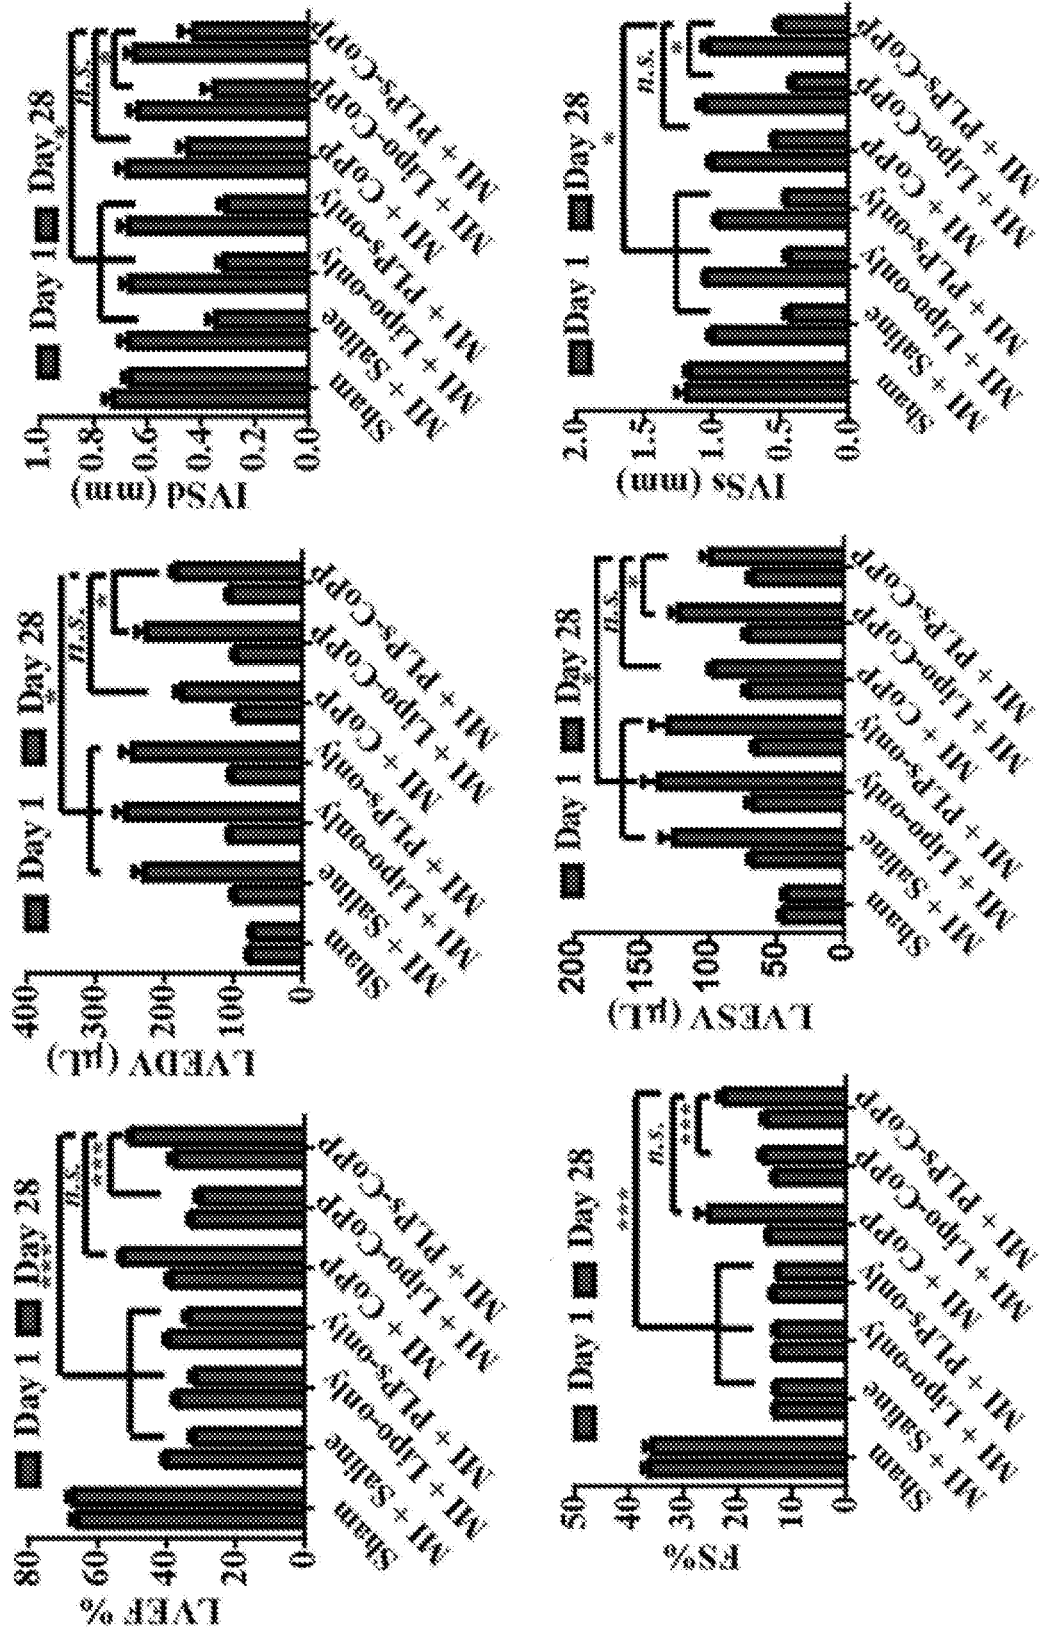 Day 1 Day 28
LVEF %
80
60
40
20
0
***
n.s.
***
Sham
MI + Saline
MI + Lipo-only
MI + PLPs-only
MI + CoPP
MI + Lipo-CoPP
MI + PLPs-CoPP
Day 1 Day 28
LVEDV (µL)
400
300
200
100
0
*
n.s.
*
Sham
MI + Saline
MI + Lipo-only
MI + PLPs-only
MI + CoPP
MI + Lipo-CoPP
MI + PLPs-CoPP
Day 1 Day 28
IVSd (mm)
1.0
0.8
0.6
0.4
0.2
0.0
*
n.s.
*
Sham
MI + Saline
MI + Lipo-only
MI + PLPs-only
MI + CoPP
MI + Lipo-CoPP
MI + PLPs-CoPP
Day 1 Day 28
FS%
50
40
30
20
10
0
***
n.s.
***
Sham
MI + Saline
MI + Lipo-only
MI + PLPs-only
MI + CoPP
MI + Lipo-CoPP
MI + PLPs-CoPP
Day 1 Day 28
LVESV (µL)
200
150
100
50
0
*
n.s.
*
Sham
MI + Saline
MI + Lipo-only
MI + PLPs-only
MI + CoPP
MI + Lipo-CoPP
MI + PLPs-CoPP
Day 1 Day 28
IVSs (mm)
2.0
1.5
1.0
0.5
0.0
*
n.s.
*
Sham
MI + Saline
MI + Lipo-only
MI + PLPs-only
MI + CoPP
MI + Lipo-CoPP
MI + PLPs-CoPP